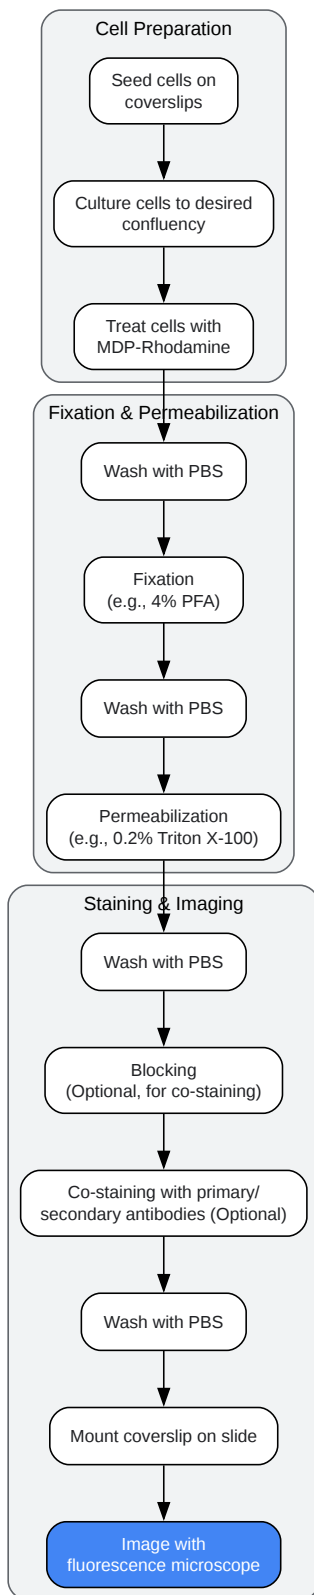 Cell Preparation
Seed cells on
coverslips
Culture cells to desired
confluency
Treat cells with
MDP-Rhodamine
Fixation & Permeabilization
Wash with PBS
Fixation
(e.g., 4% PFA)
Wash with PBS
Permeabilization
(e.g., 0.2% Triton X-100)
Staining & Imaging
Wash with PBS
Blocking
(Optional, for co-staining)
Co-staining with primary/
secondary antibodies (Optional)
Wash with PBS
Mount coverslip on slide
Image with
fluorescence microscope